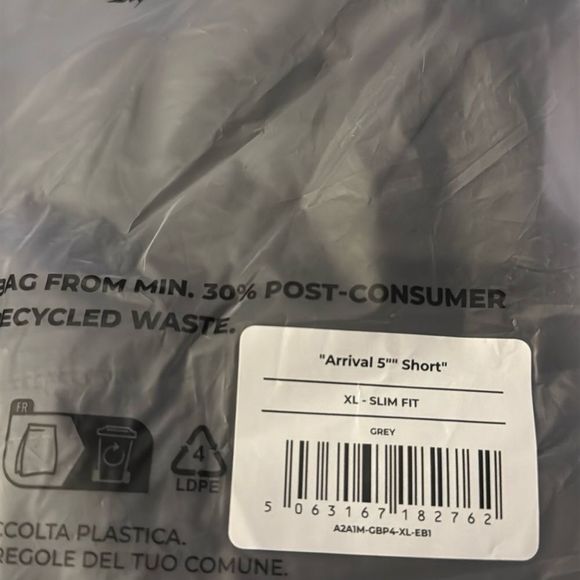 BAG FROM MIN. 30% POST-CONSUMER
RECYCLED WASTE.
"Arrival 5"" Short"
XL - SLIM FIT
GREY
5 063167 182762
A2A1M-GBP4-XL-EB1
FR
4
LDPE
CCOLTA PLASTICA.
REGOLE DEL TUO COMUNE.